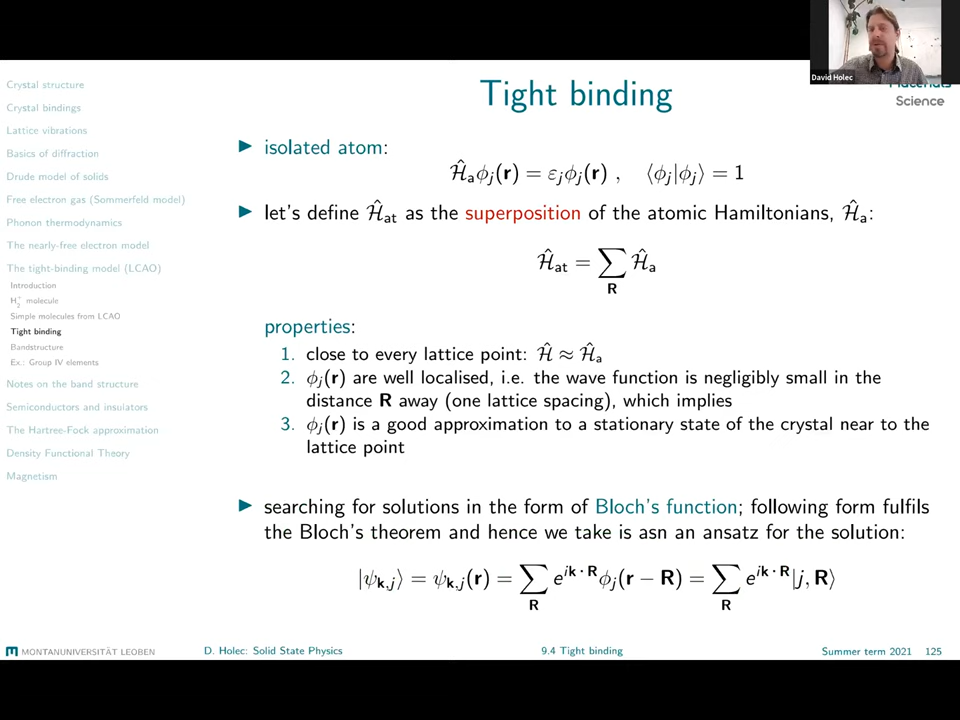 David Holec
Materials
Science
Crystal structure
Crystal bindings
Lattice vibrations
Basics of diffraction
Drude model of solids
Free electron gas (Sommerfeld model)
Phonon thermodynamics
The nearly-free electron model
The tight-binding model (LCAO)
Introduction
H₂⁺ molecule
Simple molecules from LCAO
Tight binding
Bandstructure
Ex.: Group IV elements
Notes on the band structure
Semiconductors and insulators
The Hartree-Fock approximation
Density Functional Theory
Magnetism
Tight binding
▶ isolated atom:
Ĥₐϕⱼ(r) = εⱼϕⱼ(r) , ⟨ϕⱼ|ϕⱼ⟩ = 1
▶ let's define Ĥ_at as the superposition of the atomic Hamiltonians, Ĥₐ:
Ĥ_at = ∑_R Ĥₐ
properties:
1. close to every lattice point: Ĥ ≈ Ĥₐ
2. ϕⱼ(r) are well localised, i.e. the wave function is negligibly small in the
distance R away (one lattice spacing), which implies
3. ϕⱼ(r) is a good approximation to a stationary state of the crystal near to the
lattice point
▶ searching for solutions in the form of Bloch's function; following form fulfils
the Bloch's theorem and hence we take is asn an ansatz for the solution:
|ψ_k,j⟩ = ψ_k,j(r) = ∑_R e^{ik·R}ϕⱼ(r − R) = ∑_R e^{ik·R}|j, R⟩
MONTANUNIVERSITÄT LEOBEN
D. Holec: Solid State Physics
9.4 Tight binding
Summer term 2021 125